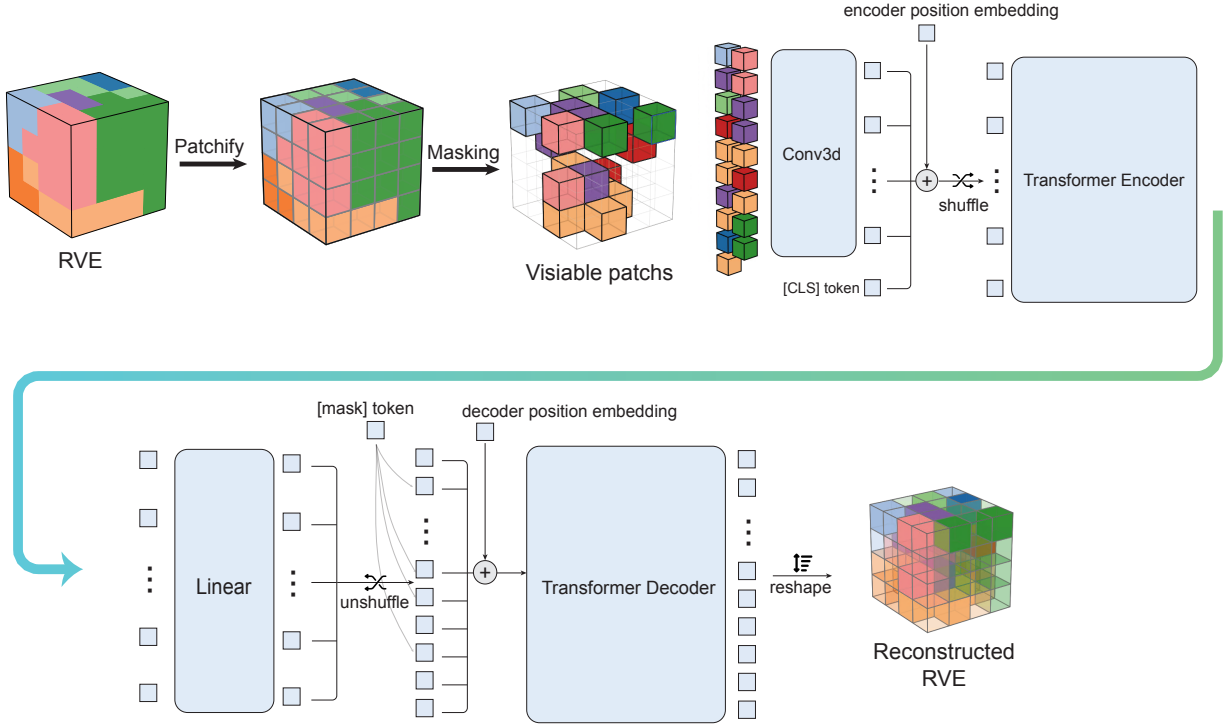 encoder position embedding
Patchify
Masking
Conv3d
Transformer Encoder
shuffle
RVE
Visiable patchs
[CLS] token
[mask] token
decoder position embedding
Linear
unshuffle
Transformer Decoder
reshape
Reconstructed
RVE